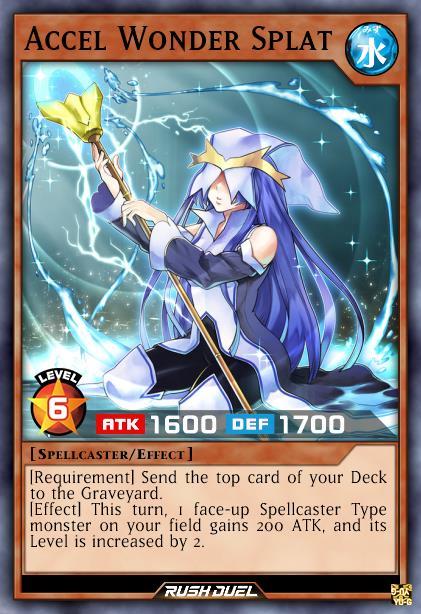 Accel Wonder Splat
みず
水
LEVEL
6
ATK 1600 DEF 1700
[Spellcaster/Effect]
[Requirement] Send the top card of your Deck
to the Graveyard.
[Effect] This turn, 1 face-up Spellcaster Type
monster on your field gains 200 ATK, and its
Level is increased by 2.
RUSH DUEL